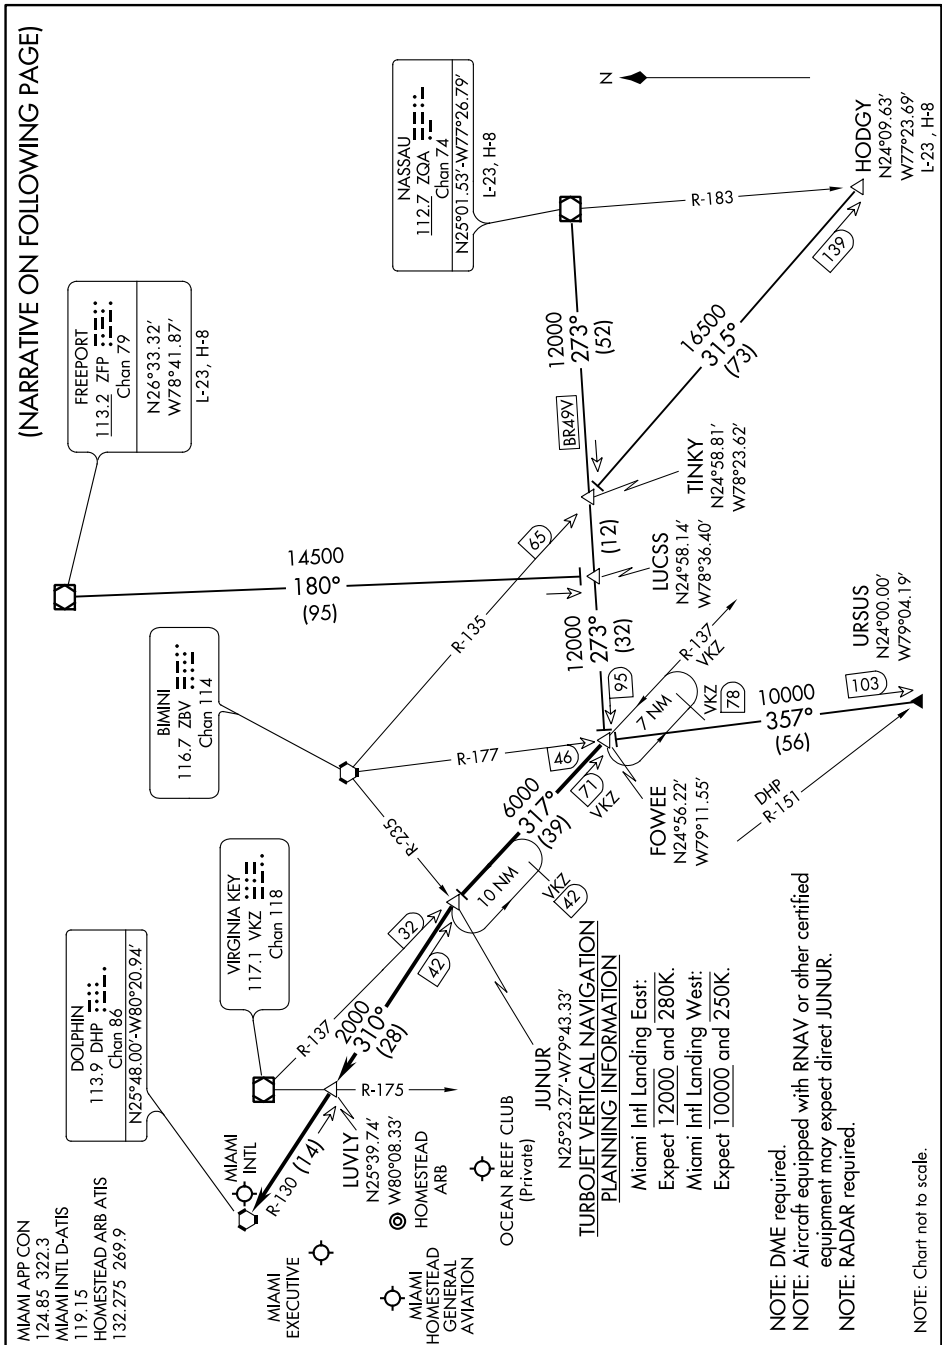 (NARRATIVE ON FOLLOWING PAGE)
MIAMI APP CON
124.85 322.3
MIAMI INTL D-ATIS
119.15
HOMESTEAD ARB ATIS
132.275 269.9
DOLPHIN
113.9 DHP
Chan 86
N25°48.00'-W80°20.94'
VIRGINIA KEY
117.1 VKZ
Chan 118
BIMINI
116.7 ZBV
Chan 114
FREEPORT
113.2 ZFP
Chan 79
N26°33.32'
W78°41.87'
L-23, H-8
NASSAU
112.7 ZQA
Chan 74
N25°01.53'-W77°26.79'
L-23, H-8
N
HODGY
N24°09.63'
W77°23.69'
L-23 , H-8
R-183
139
16500
315°
(73)
12000
273°
(52)
BR49V
TINKY
N24°58.81'
W78°23.62'
(12)
LUCSS
N24°58.14'
W78°36.40'
14500
180°
(95)
65
R-135
12000
273°
(32)
95
R-137
VKZ
7 NM
VKZ
78
10000
357°
(56)
103
URSUS
N24°00.00'
W79°04.19'
DHP
R-151
R-177
46
71
VKZ
FOWEE
N24°56.22'
W79°11.55'
6000
317°
(39)
R-235
10 NM
VKZ
42
32
42
R-137
2000
310°
(28)
JUNUR
N25°23.27'-W79°43.33'
R-175
LUVLY
N25°39.74'
W80°08.33'
R-130 (14)
MIAMI
INTL
HOMESTEAD
ARB
OCEAN REEF CLUB
(Private)
MIAMI
EXECUTIVE
MIAMI
HOMESTEAD
GENERAL
AVIATION
TURBOJET VERTICAL NAVIGATION
PLANNING INFORMATION
Miami Intl Landing East:
Expect 12000 and 280K.
Miami Intl Landing West:
Expect 10000 and 250K.
NOTE: DME required.
NOTE: Aircraft equipped with RNAV or other certified
equipment may expect direct JUNUR.
NOTE: RADAR required.
NOTE: Chart not to scale.